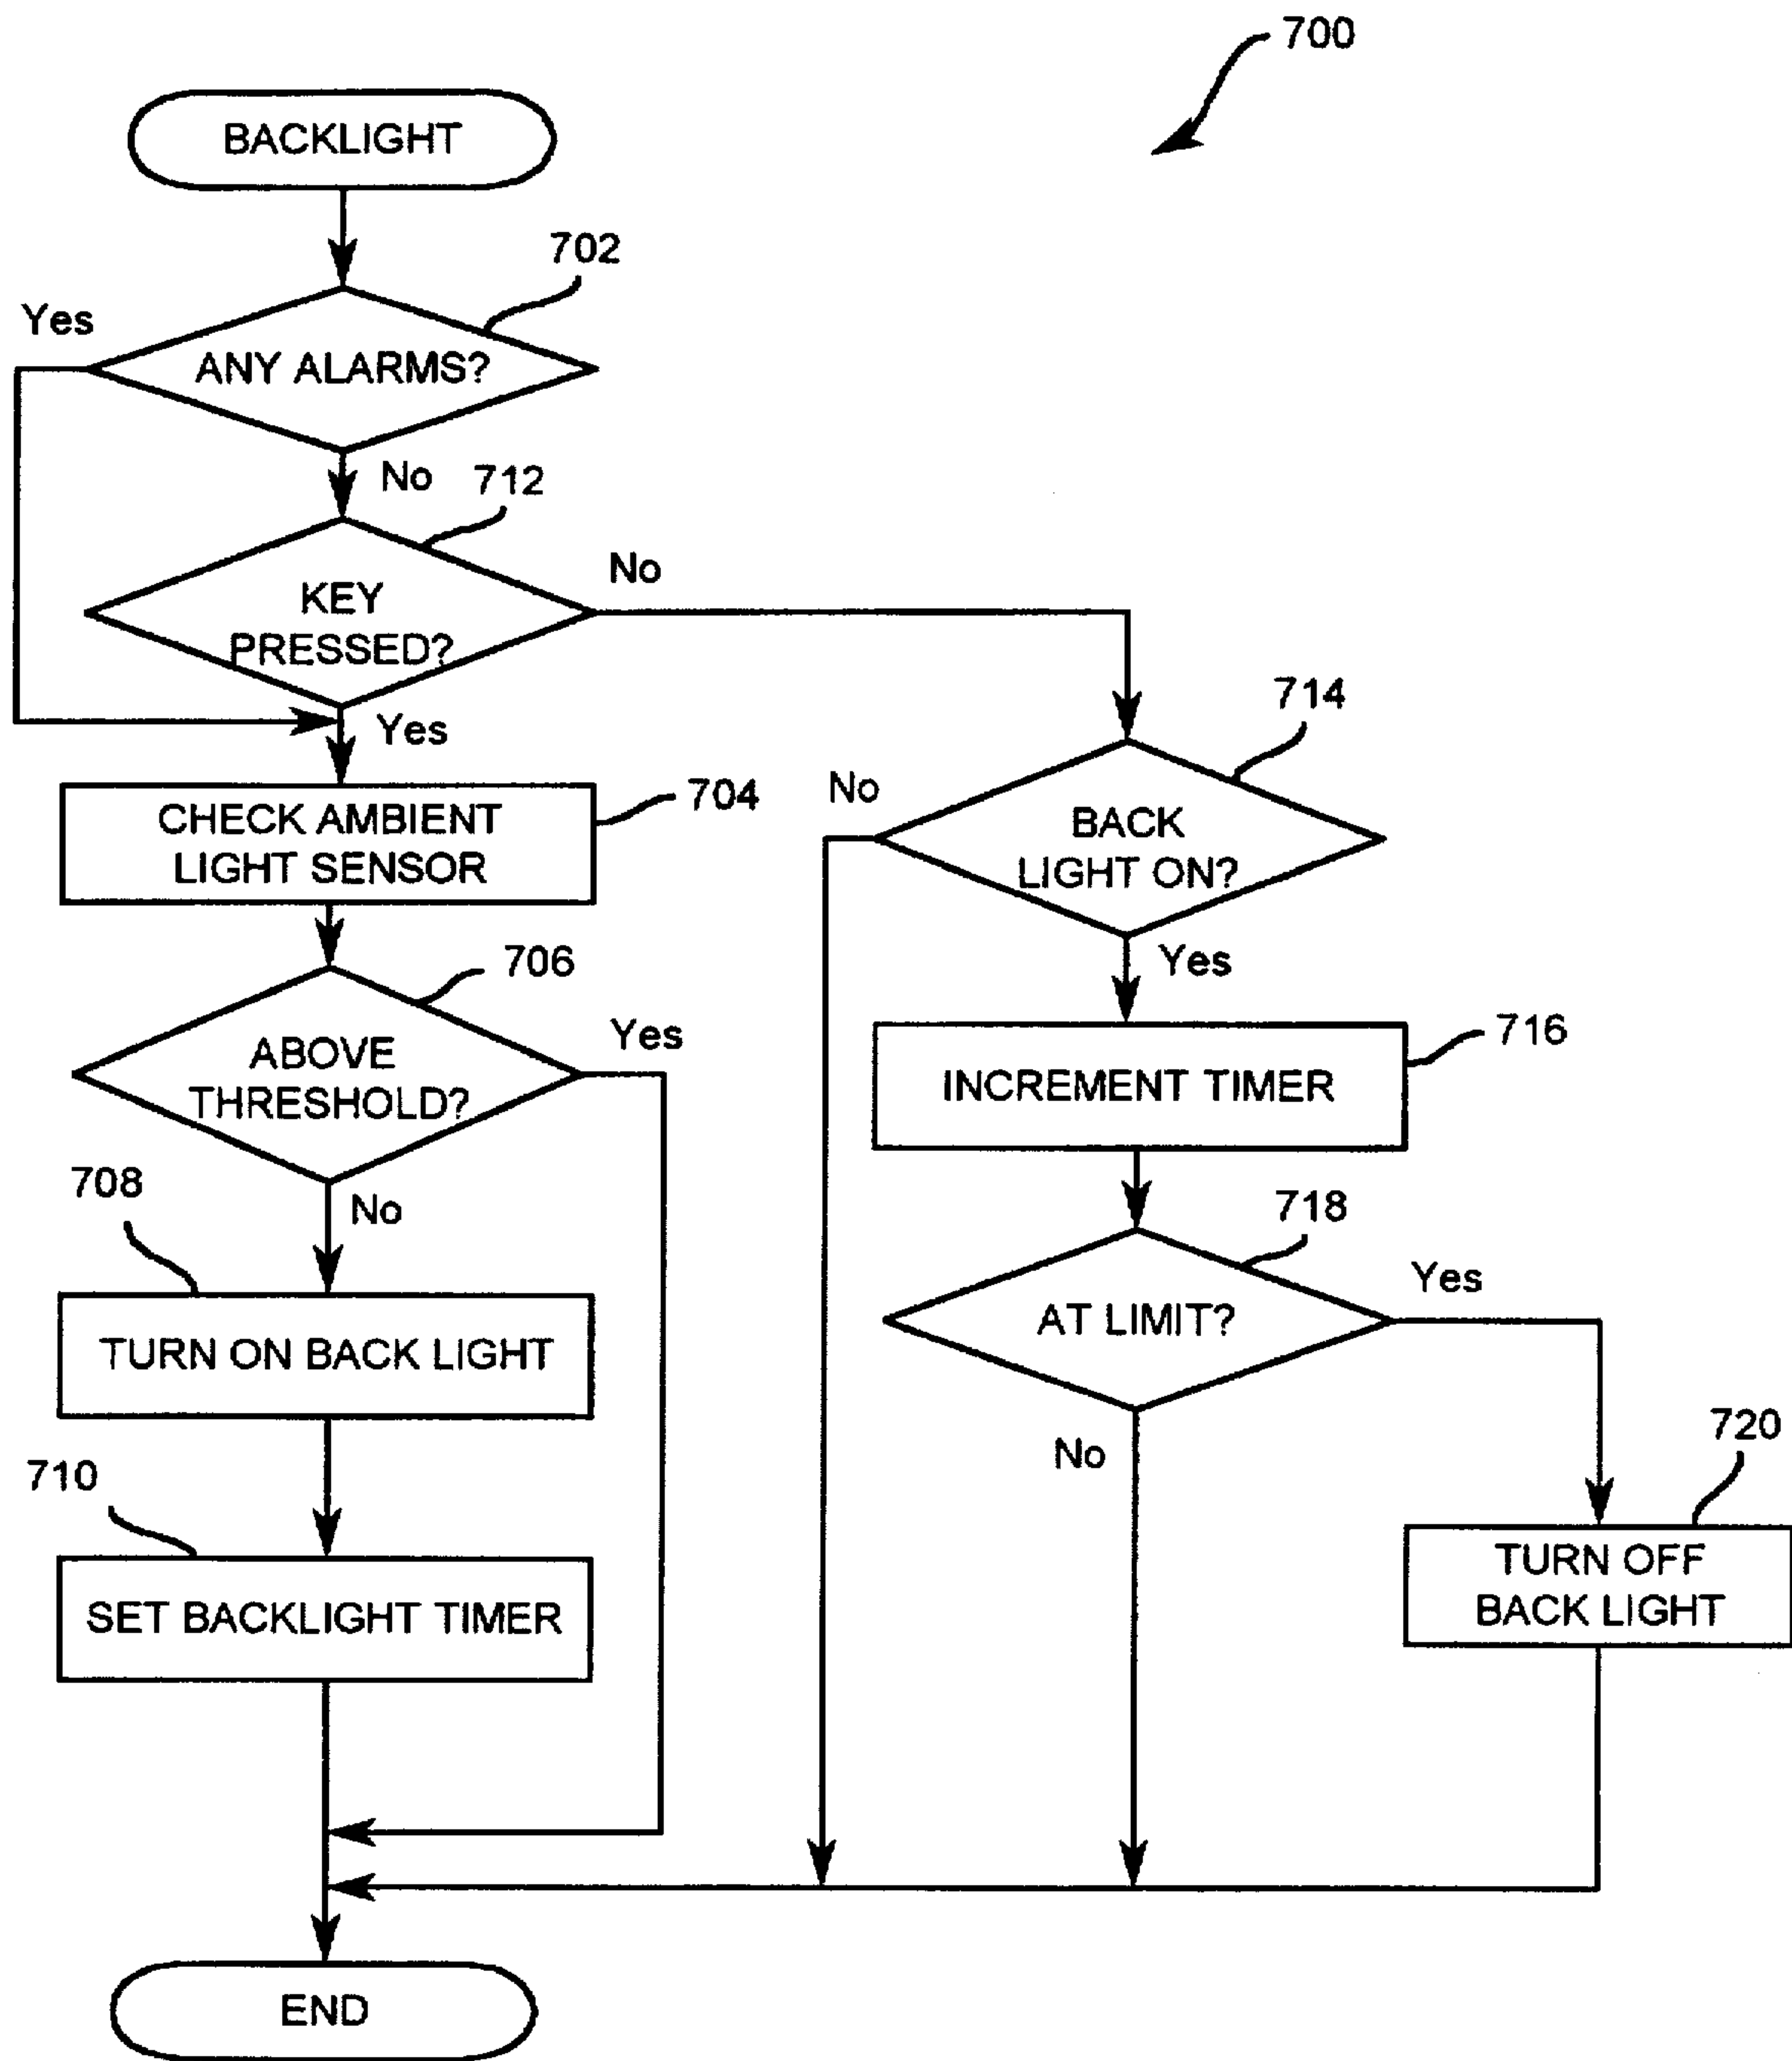 700
BACKLIGHT
702
Yes
ANY ALARMS?
No
712
No
KEY
PRESSED?
Yes
704
CHECK AMBIENT
LIGHT SENSOR
714
No
BACK
LIGHT ON?
Yes
706
Yes
ABOVE
THRESHOLD?
No
716
INCREMENT TIMER
708
TURN ON BACK LIGHT
718
Yes
AT LIMIT?
No
710
SET BACKLIGHT TIMER
720
TURN OFF
BACK LIGHT
END